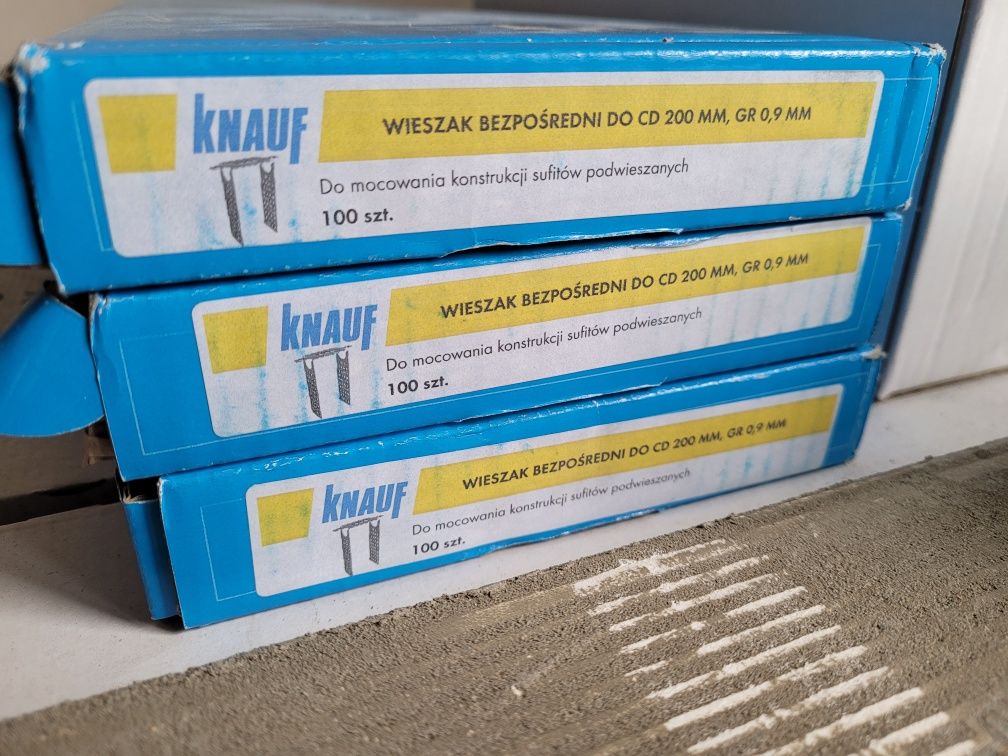 KNAUF
WIESZAK BEZPOŚREDNI DO CD 200 MM, GR 0,9 MM
Do mocowania konstrukcji sufitów podwieszanych
100 szt.
KNAUF
WIESZAK BEZPOŚREDNI DO CD 200 MM, GR 0,9 MM
Do mocowania konstrukcji sufitów podwieszanych
100 szt.
KNAUF
WIESZAK BEZPOŚREDNI DO CD 200 MM, GR 0,9 MM
Do mocowania konstrukcji sufitów podwieszanych
100 szt.